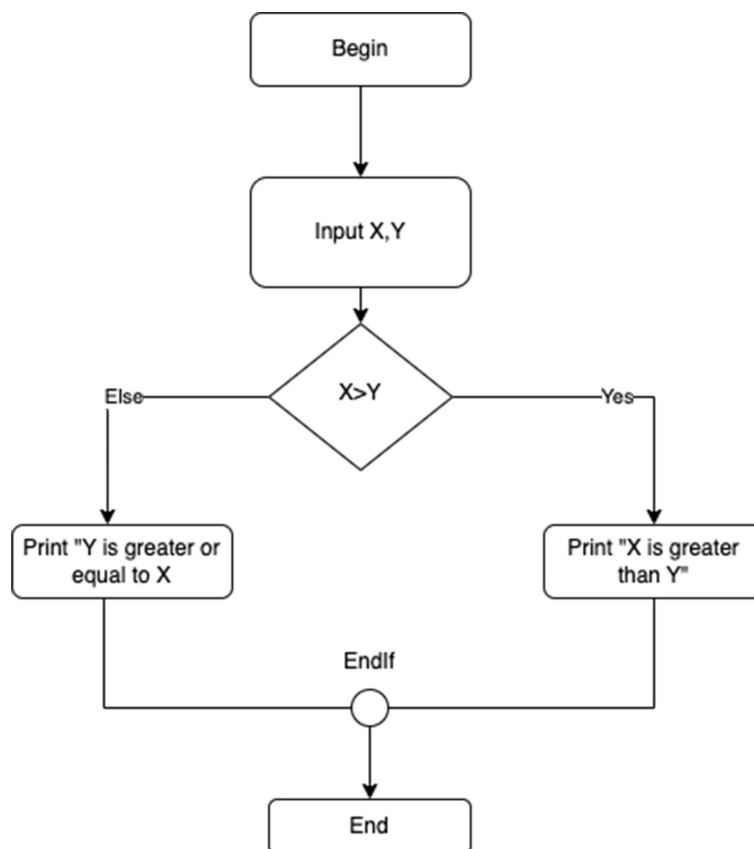 Begin
Input X,Y
X>Y
Else
Yes
Print "Y is greater or
equal to X
Print "X is greater
than Y"
EndIf
End